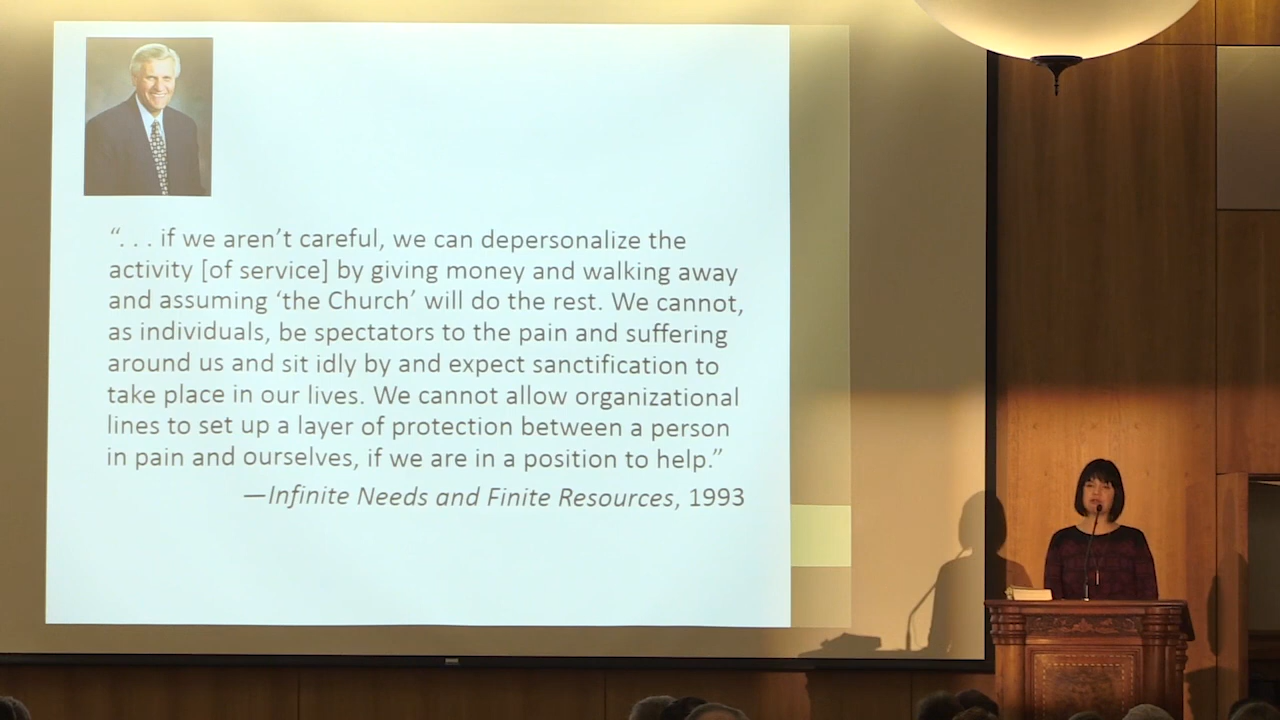 “. . . if we aren’t careful, we can depersonalize the
activity [of service] by giving money and walking away
and assuming ‘the Church’ will do the rest. We cannot,
as individuals, be spectators to the pain and suffering
around us and sit idly by and expect sanctification to
take place in our lives. We cannot allow organizational
lines to set up a layer of protection between a person
in pain and ourselves, if we are in a position to help.”
—Infinite Needs and Finite Resources, 1993